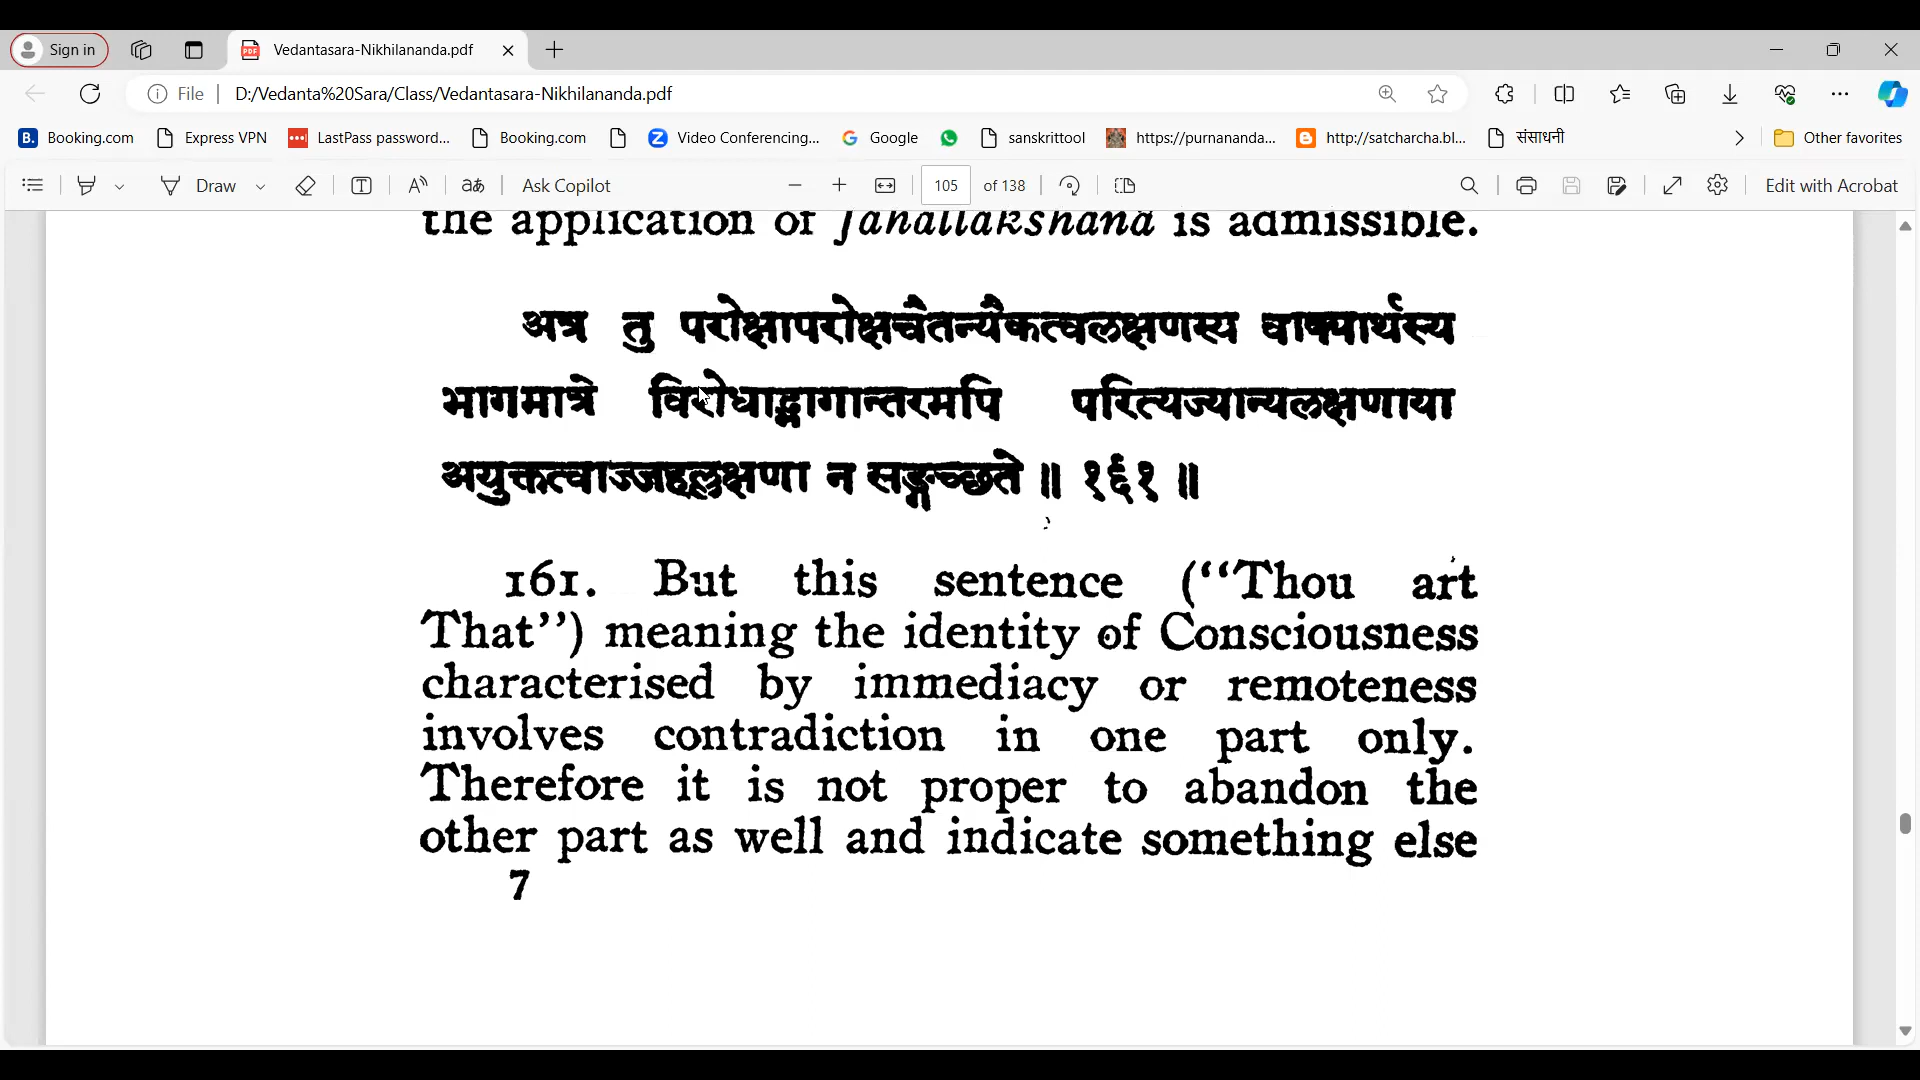 Sign in
Vedantasara-Nikhilananda.pdf
File
D:/Vedanta%20Sara/Class/Vedantasara-Nikhilananda.pdf
B. Booking.com
Express VPN
LastPass password...
Booking.com
Z Video Conferencing...
G Google
sanskrittool
https://purnananda...
http://satcharcha.bl...
संसाधनी
Other favorites
Draw
aあ
Ask Copilot
105 of 138
Edit with Acrobat
the application of Jahallakshanā is admissible.
अत्र तु परोक्षापरोक्षचैतन्यैकत्वलक्षणस्य वाक्यार्थस्य
भागमात्रे विरोधाद्भागान्तरमपि परित्यज्यान्यलक्षणाया
अयुक्तत्वाज्जहल्लक्षणा न सङ्गच्छते ॥ १६१ ॥
161. But this sentence (“Thou art
That”) meaning the identity of Consciousness
characterised by immediacy or remoteness
involves contradiction in one part only.
Therefore it is not proper to abandon the
other part as well and indicate something else
7